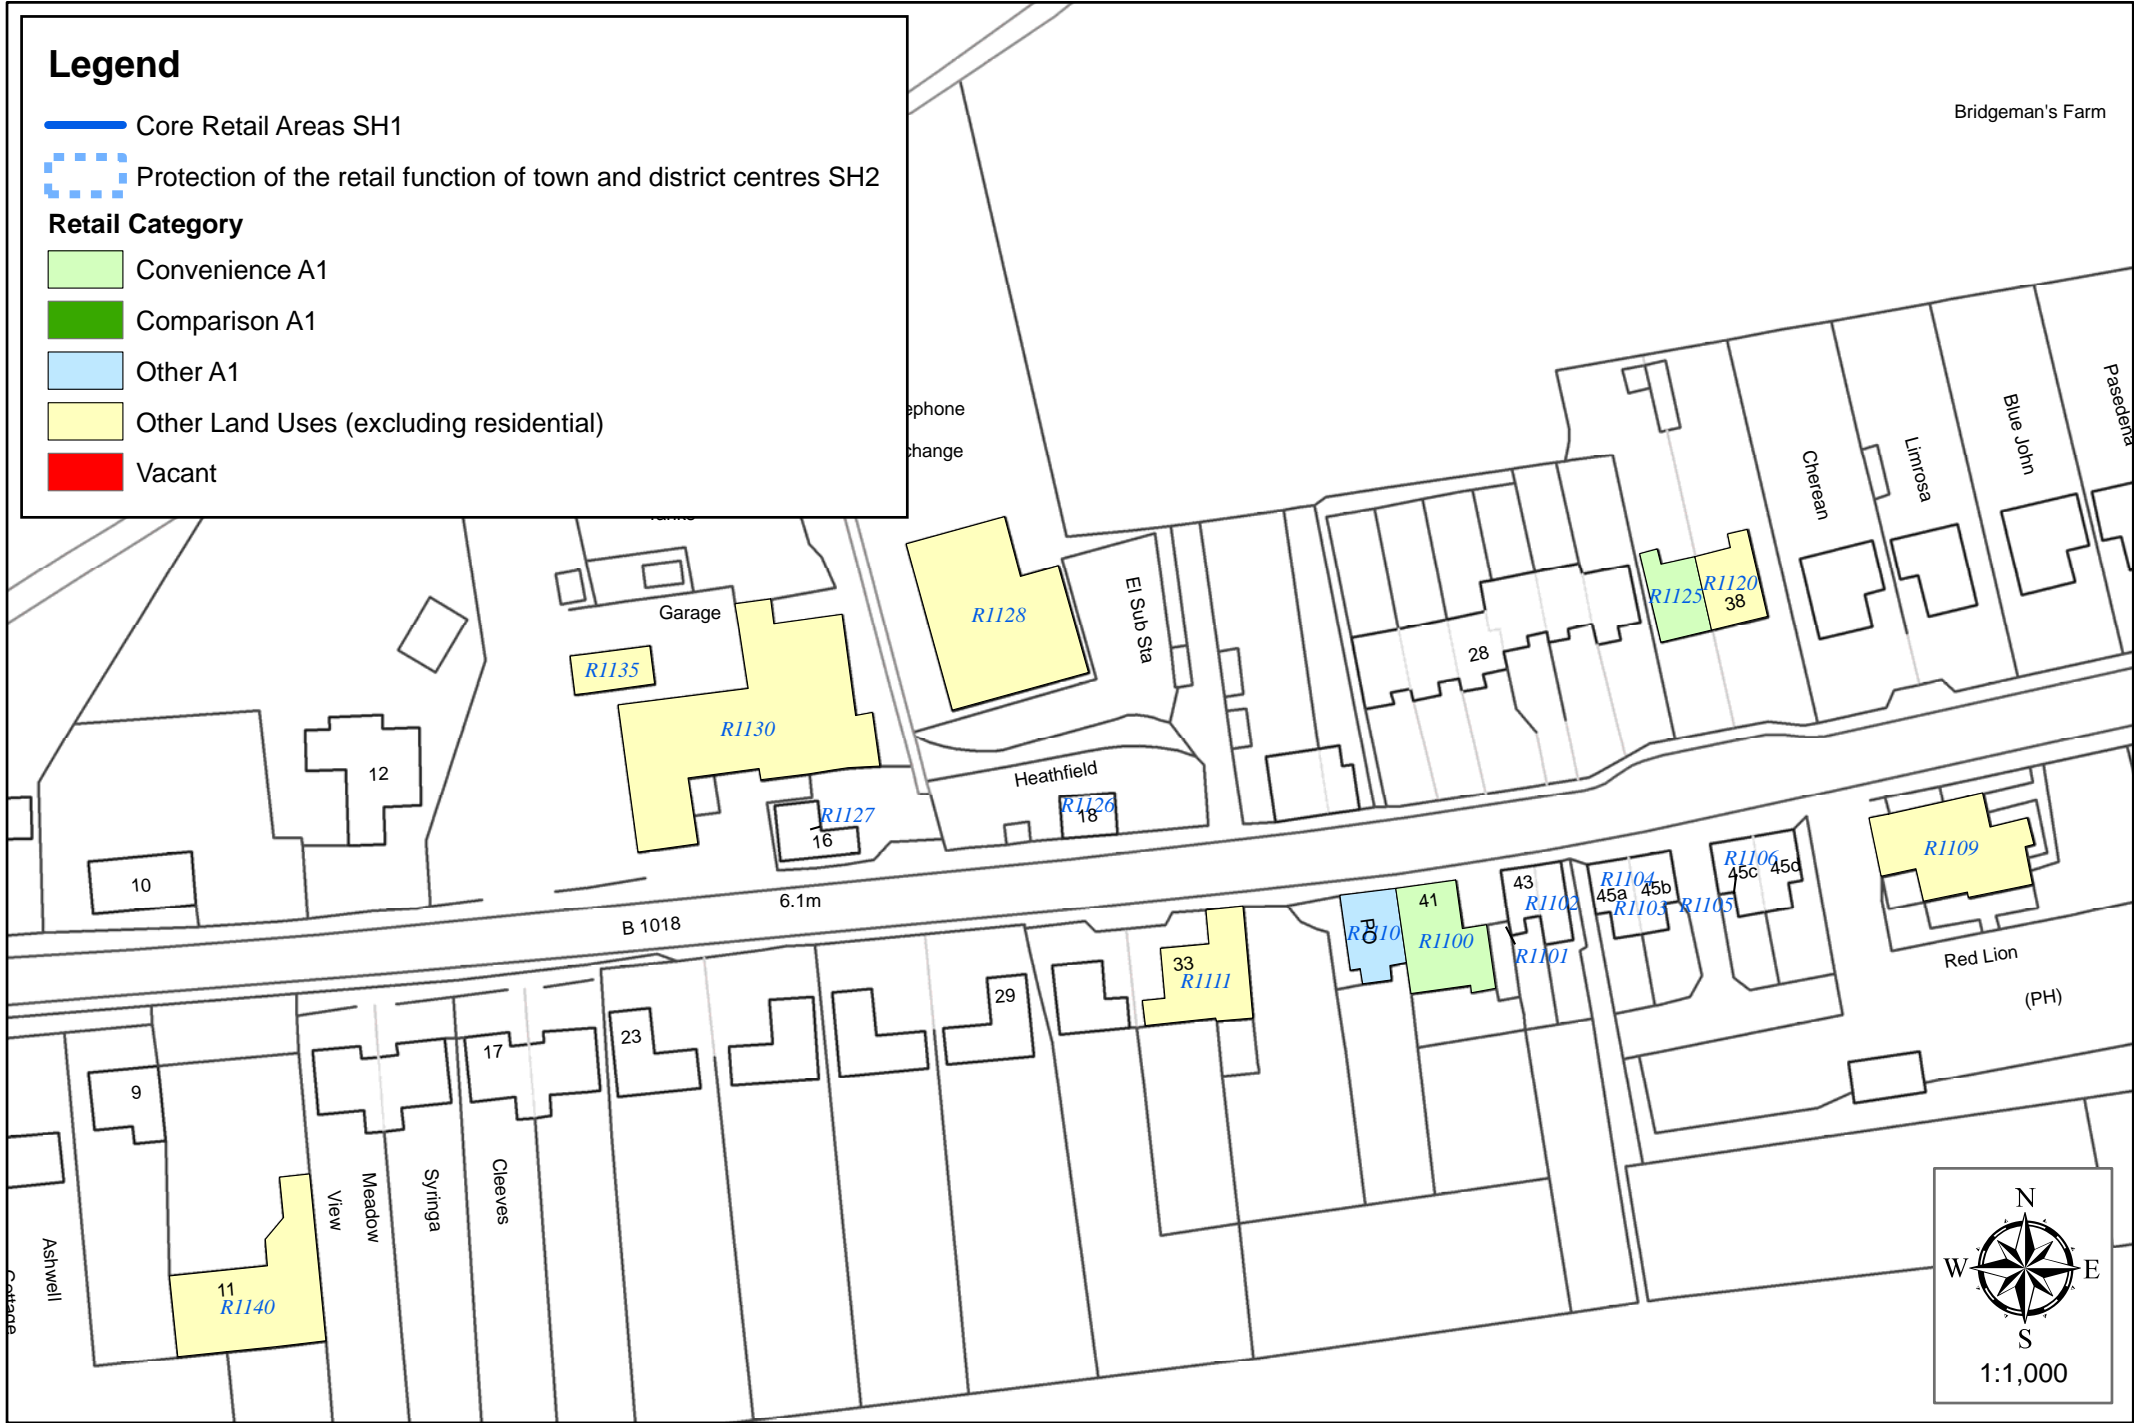 Legend
Core Retail Areas SH1
Protection of the retail function of town and district centres SH2
Retail Category
Convenience A1
Comparison A1
Other A1
Other Land Uses (excluding residential)
Vacant
Bridgeman's Farm
ephone
change
Pasedena
Blue John
Limrosa
Cherean
Garage
R1128
El Sub Sta
R1125
R1120
38
28
R1135
R1130
12
Heathfield
R1126
18
R1127
16
10
6.1m
B 1018
R1109
Red Lion
(PH)
R1106
45c
45d
R1104
45a
45b
R1103
R1105
43
R1102
R1101
41
R1100
PO
R1110
33
R1111
29
23
17
9
Cleeves
Syringa
Meadow
View
Ashwell
Cottage
11
R1140
N
W
E
S
1:1,000